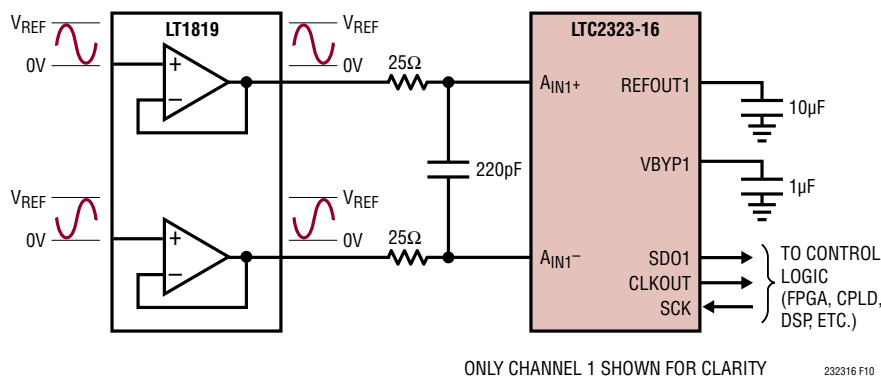 LT1819
LTC2323-16
VREF
0V
VREF
0V
+
–
25Ω
AIN1+
REFOUT1
10µF
220pF
VBYP1
1µF
VREF
0V
VREF
0V
+
–
25Ω
AIN1–
SDO1
CLKOUT
SCK
TO CONTROL
LOGIC
(FPGA, CPLD,
DSP, ETC.)
ONLY CHANNEL 1 SHOWN FOR CLARITY
232316 F10